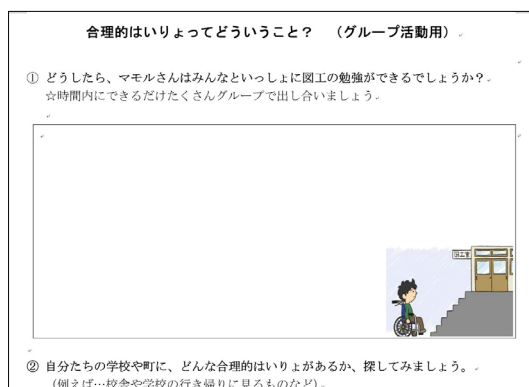 合理的はいりょってどういうこと？　（グループ活動用）
① どうしたら、マモルさんはみんなといっしょに図工の勉強ができるでしょうか？
☆時間内にできるだけたくさんグループで出し合いましょう
図工室
② 自分たちの学校や町に、どんな合理的はいりょがあるか、探してみましょう。
（例えば…校舎や学校の行き帰りに見るものなど）。